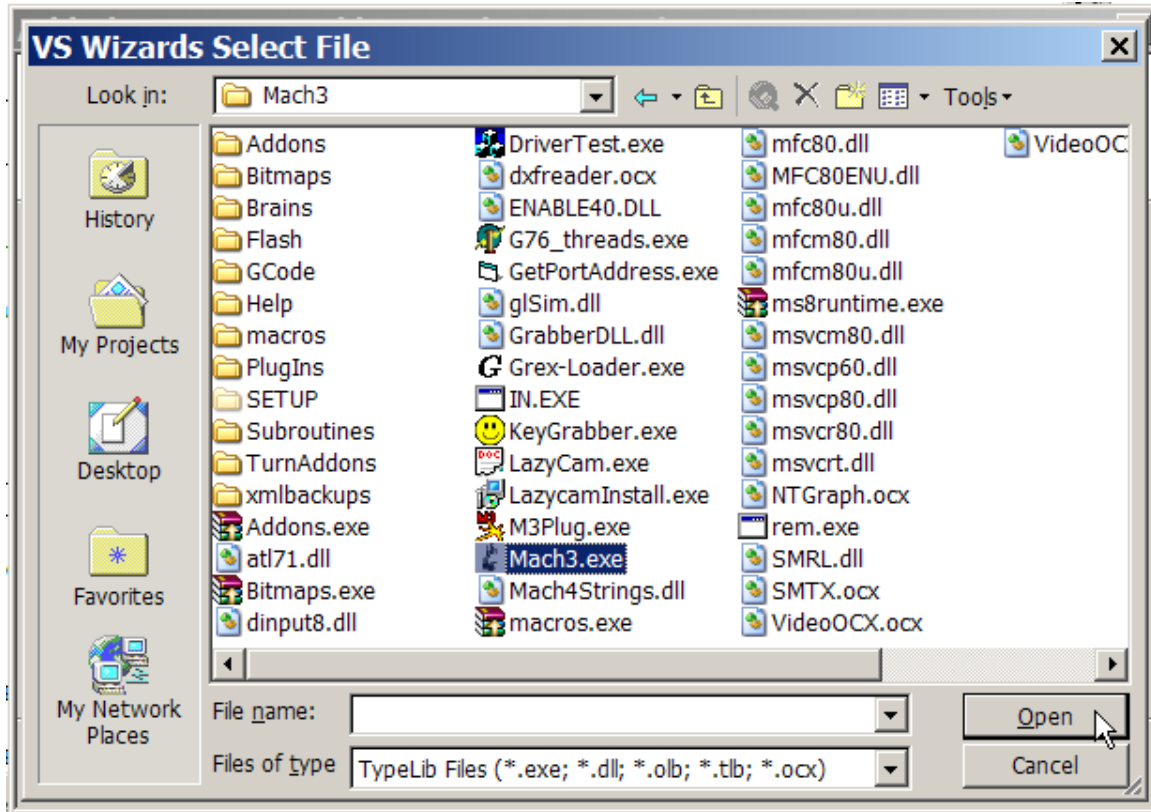 VS Wizards Select File
Look in:
Mach3
Tools
History
My Projects
Desktop
Favorites
My Network
Places
Addons
Bitmaps
Brains
Flash
GCode
Help
macros
PlugIns
SETUP
Subroutines
TurnAddons
xmlbackups
Addons.exe
atl71.dll
Bitmaps.exe
dinput8.dll
DriverTest.exe
dxfreader.ocx
ENABLE40.DLL
G76_threads.exe
GetPortAddress.exe
glSim.dll
GrabberDLL.dll
Grex-Loader.exe
IN.EXE
KeyGrabber.exe
LazyCam.exe
LazycamInstall.exe
M3Plug.exe
Mach3.exe
Mach4Strings.dll
macros.exe
mfc80.dll
MFC80ENU.dll
mfc80u.dll
mfcm80.dll
mfcm80u.dll
ms8runtime.exe
msvcm80.dll
msvcp60.dll
msvcp80.dll
msvcr80.dll
msvcrt.dll
NTGraph.ocx
rem.exe
SMRL.dll
SMTX.ocx
VideoOCX.ocx
File name:
Open
Files of type
TypeLib Files (*.exe; *.dll; *.olb; *.tlb; *.ocx)
Cancel